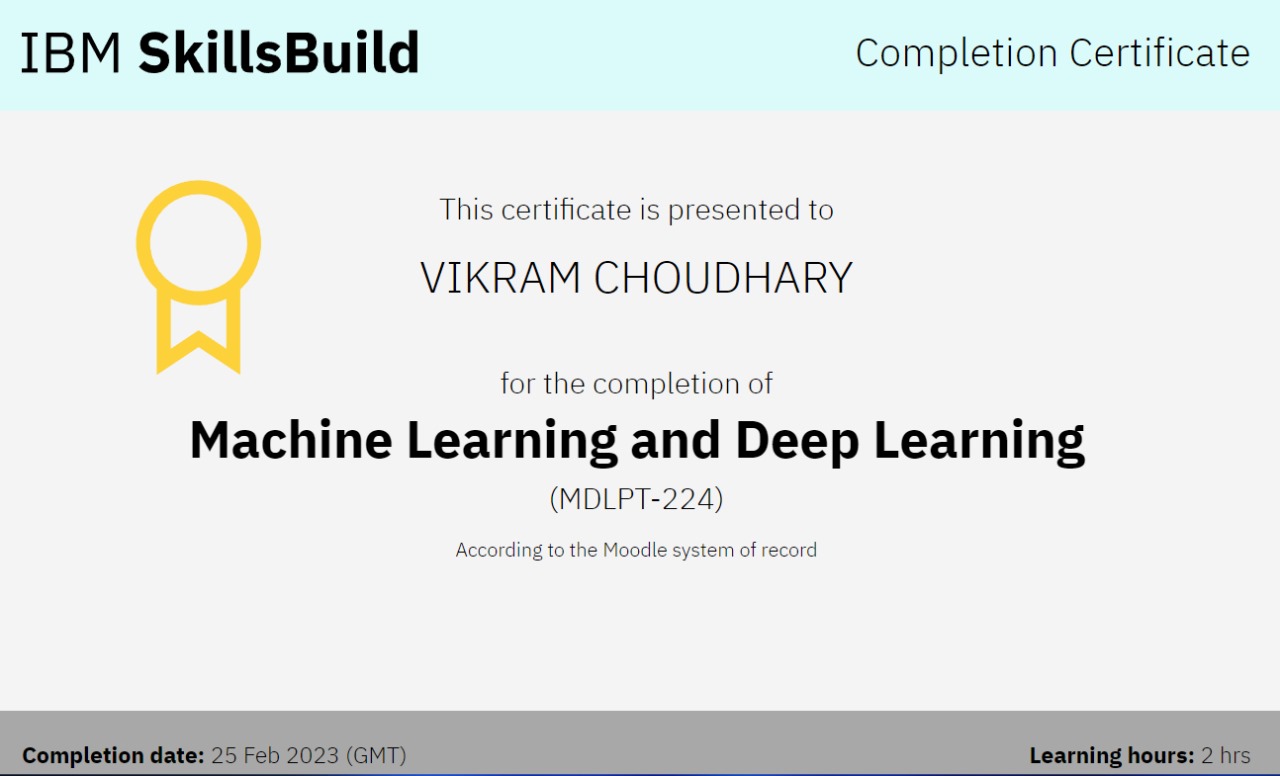 IBM SkillsBuild
Completion Certificate
This certificate is presented to
VIKRAM CHOUDHARY
for the completion of
Machine Learning and Deep Learning
(MDLPT-224)
According to the Moodle system of record
Completion date: 25 Feb 2023 (GMT)
Learning hours: 2 hrs